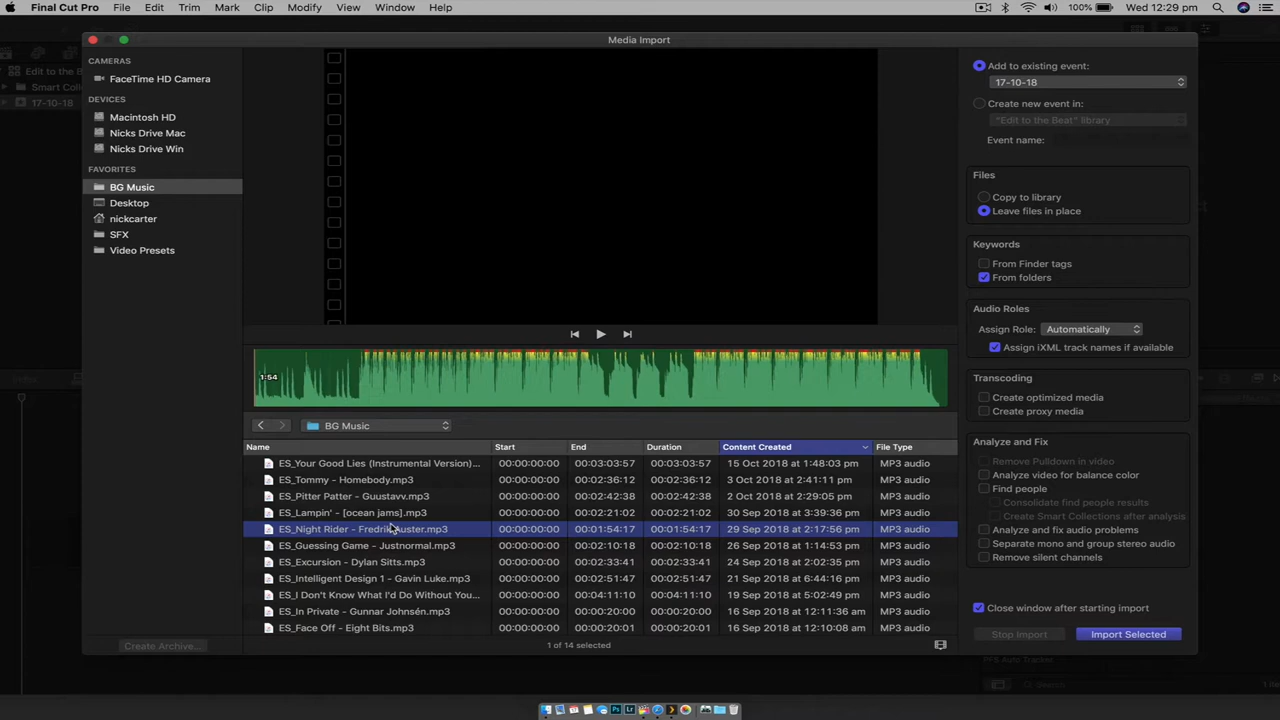 Final Cut Pro File Edit Trim Mark Clip Modify View Window Help 100% Wed 12:29 pm
Media Import
CAMERAS
FaceTime HD Camera
DEVICES
Macintosh HD
Nicks Drive Mac
Nicks Drive Win
FAVORITES
BG Music
Desktop
nickcarter
SFX
Video Presets
Edit to the B
Smart Coll
17-10-18
1:54
BG Music
Name Start End Duration Content Created File Type
ES_Your Good Lies (Instrumental Version)... 00:00:00:00 00:03:03:57 00:03:03:57 15 Oct 2018 at 1:48:03 pm MP3 audio
ES_Tommy - Homebody.mp3 00:00:00:00 00:02:36:12 00:02:36:12 3 Oct 2018 at 2:41:11 pm MP3 audio
ES_Pitter Patter - Guustavv.mp3 00:00:00:00 00:02:42:38 00:02:42:38 2 Oct 2018 at 2:29:05 pm MP3 audio
ES_Lampin' - [ocean jams].mp3 00:00:00:00 00:02:21:02 00:02:21:02 30 Sep 2018 at 3:39:36 pm MP3 audio
ES_Night Rider - Fredrik uster.mp3 00:00:00:00 00:01:54:17 00:01:54:17 29 Sep 2018 at 2:17:56 pm MP3 audio
ES_Guessing Game - Justnormal.mp3 00:00:00:00 00:02:10:18 00:02:10:18 26 Sep 2018 at 1:14:53 pm MP3 audio
ES_Excursion - Dylan Sitts.mp3 00:00:00:00 00:02:33:41 00:02:33:41 24 Sep 2018 at 2:02:35 pm MP3 audio
ES_Intelligent Design 1 - Gavin Luke.mp3 00:00:00:00 00:02:51:47 00:02:51:47 21 Sep 2018 at 6:44:16 pm MP3 audio
ES_I Don't Know What I'd Do Without You... 00:00:00:00 00:04:11:10 00:04:11:10 19 Sep 2018 at 5:02:49 pm MP3 audio
ES_In Private - Gunnar Johnsén.mp3 00:00:00:00 00:00:20:00 00:00:20:00 16 Sep 2018 at 12:11:36 am MP3 audio
ES_Face Off - Eight Bits.mp3 00:00:00:00 00:00:20:01 00:00:20:01 16 Sep 2018 at 12:10:08 am MP3 audio
Create Archive...
1 of 14 selected
Add to existing event:
17-10-18
Create new event in:
"Edit to the Beat" library
Event name:
Files
Copy to library
Leave files in place
Keywords
From Finder tags
From folders
Audio Roles
Assign Role: Automatically
Assign iXML track names if available
Transcoding
Create optimized media
Create proxy media
Analyze and Fix
Remove Pulldown in video
Analyze video for balance color
Find people
Consolidate find people results
Create Smart Collections after analysis
Analyze and fix audio problems
Separate mono and group stereo audio
Remove silent channels
Close window after starting import
Stop Import Import Selected
Search